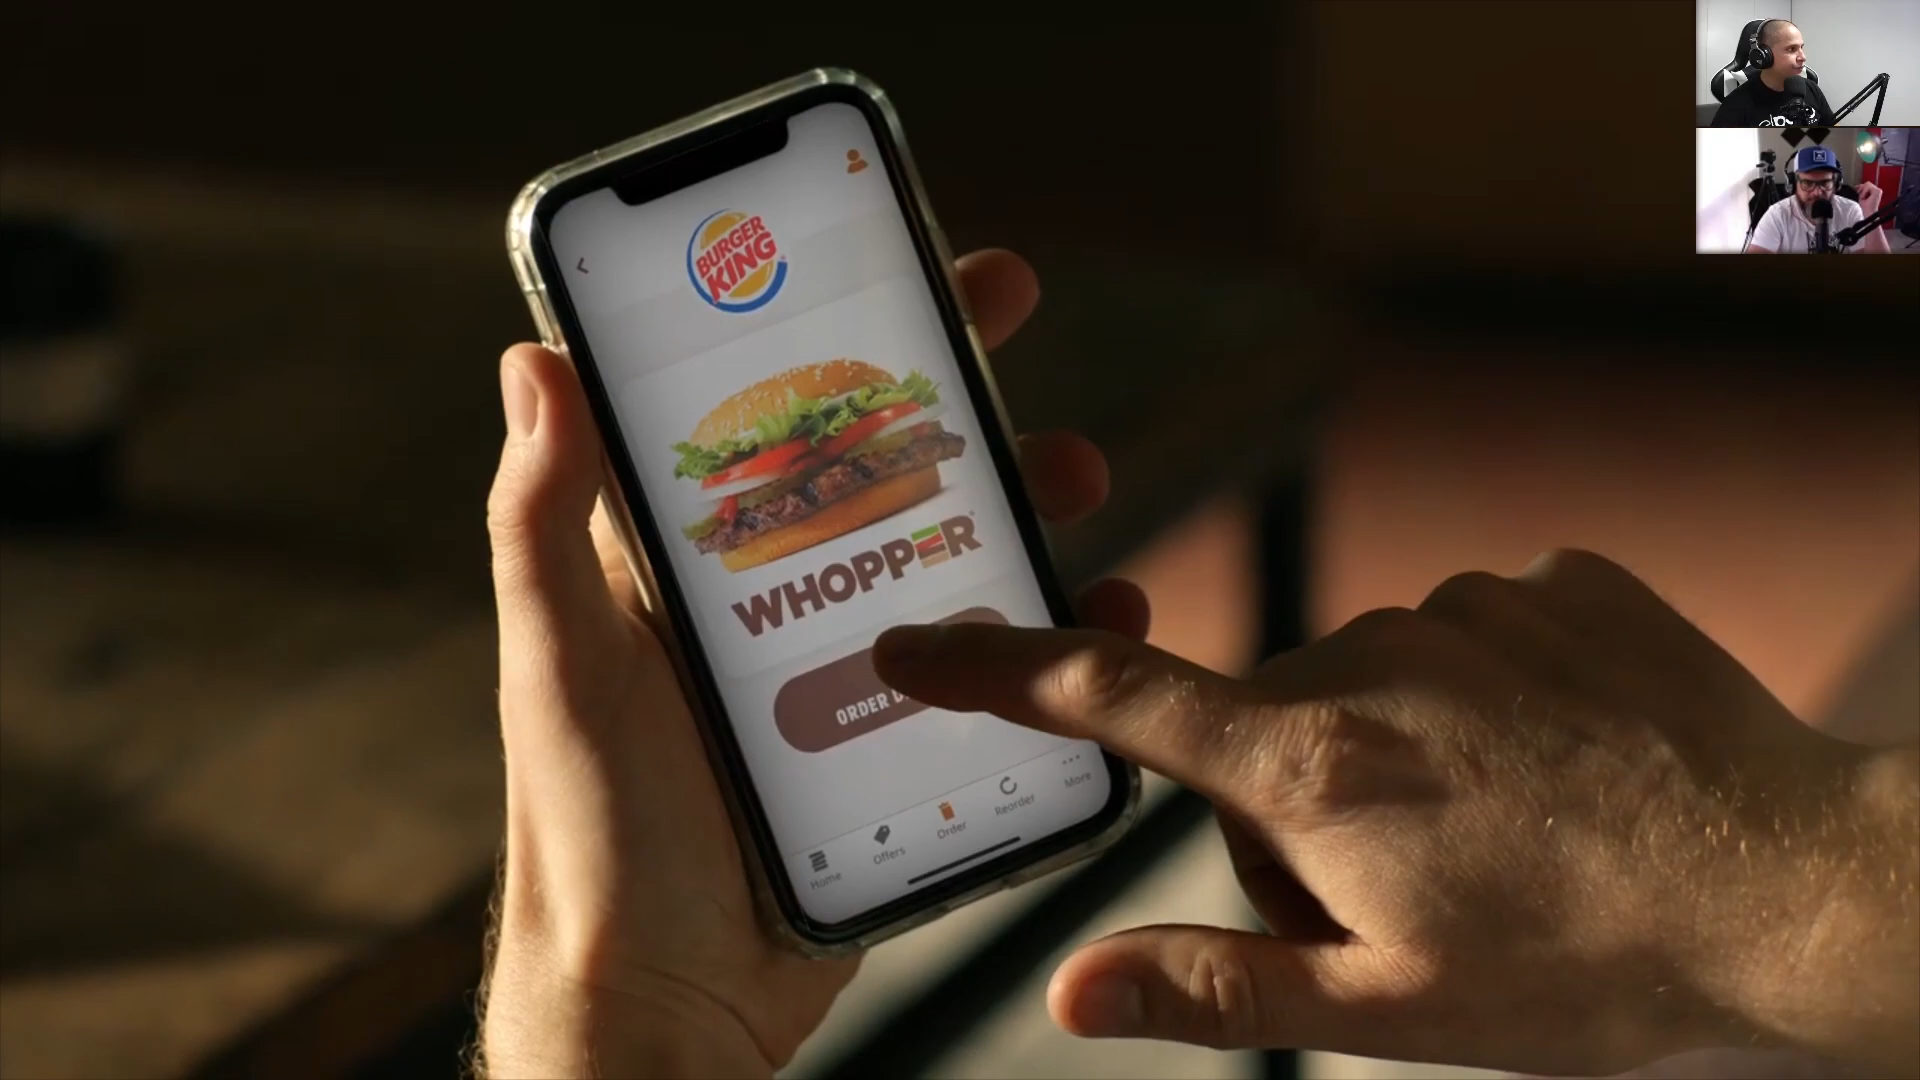 BURGER
KING
WHOPPER
ORDER
Home
Offers
Order
Reorder
More